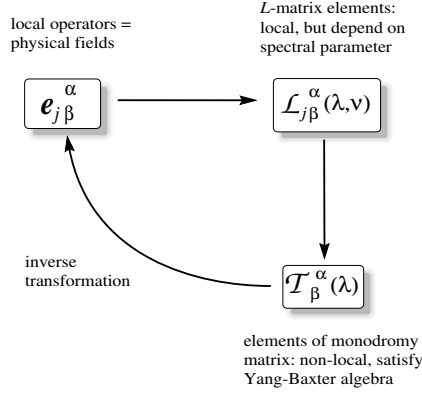 local operators =
physical fields
L-matrix elements:
local, but depend on
spectral parameter
e j β α
ℒ j β α (λ,ν)
inverse
transformation
𝒯 β α (λ)
elements of monodromy
matrix: non-local, satisfy
Yang-Baxter algebra